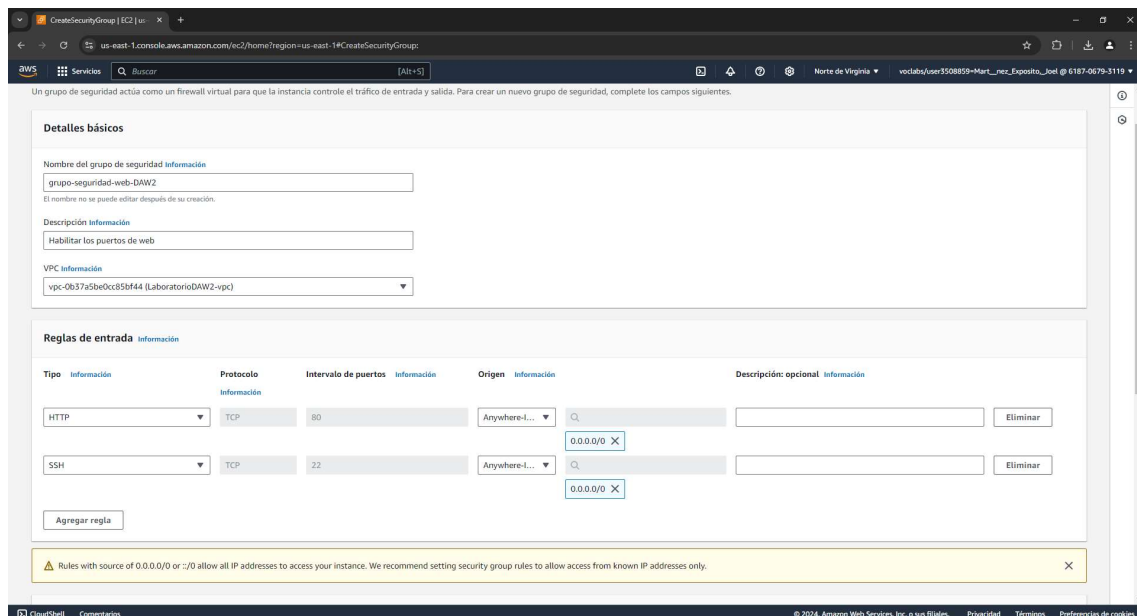 CreateSecurityGroup | EC2 | us-
us-east-1.console.aws.amazon.com/ec2/home?region=us-east-1#CreateSecurityGroup:
aws Servicios Buscar [Alt+S] Norte de Virginia voclabs/user3508859=Mart__nez_Exposito,_Joel @ 6187-0679-3119
Un grupo de seguridad actúa como un firewall virtual para que la instancia controle el tráfico de entrada y salida. Para crear un nuevo grupo de seguridad, complete los campos siguientes.
Detalles básicos
Nombre del grupo de seguridad Información
grupo-seguridad-web-DAW2
El nombre no se puede editar después de su creación.
Descripción Información
Habilitar los puertos de web
VPC Información
vpc-0b37a5be0cc85bf44 (LaboratorioDAW2-vpc)
Reglas de entrada Información
Tipo Información Protocolo Intervalo de puertos Información Origen Información Descripción: opcional Información
Información
HTTP TCP 80 Anywhere-I... Eliminar
0.0.0.0/0
SSH TCP 22 Anywhere-I... Eliminar
0.0.0.0/0
Agregar regla
Rules with source of 0.0.0.0/0 or ::/0 allow all IP addresses to access your instance. We recommend setting security group rules to allow access from known IP addresses only.
CloudShell Comentarios © 2024, Amazon Web Services, Inc. o sus filiales. Privacidad Términos Preferencias de cookies